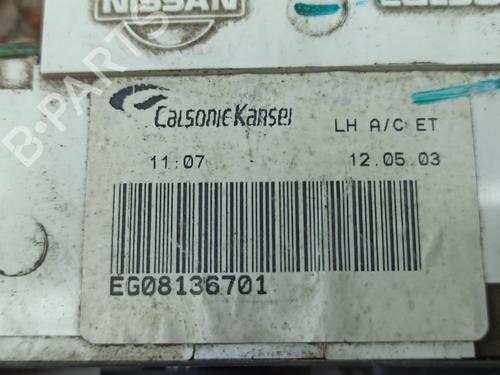 NISSAN
CalsonicKansei
LH A/C ET
11:07
12.05.03
EG08136701
B-PARTS